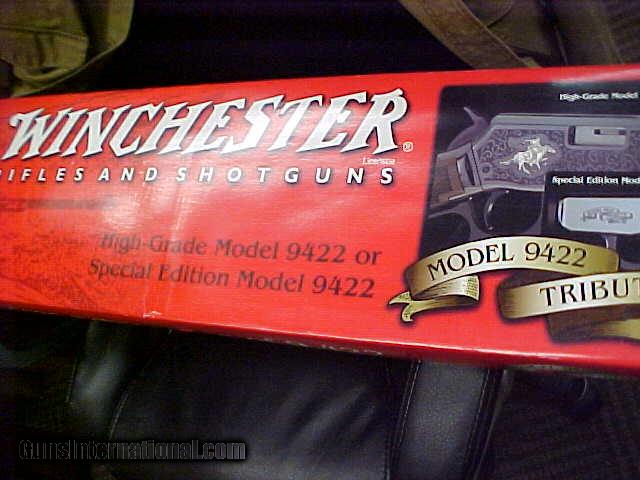 WINCHESTER®
RIFLES AND SHOTGUNS
High-Grade Model 9422 or
Special Edition Model 9422
High-Grade Model
Special Edition Mod
MODEL 9422
TRIBUT
GunsInternational.com